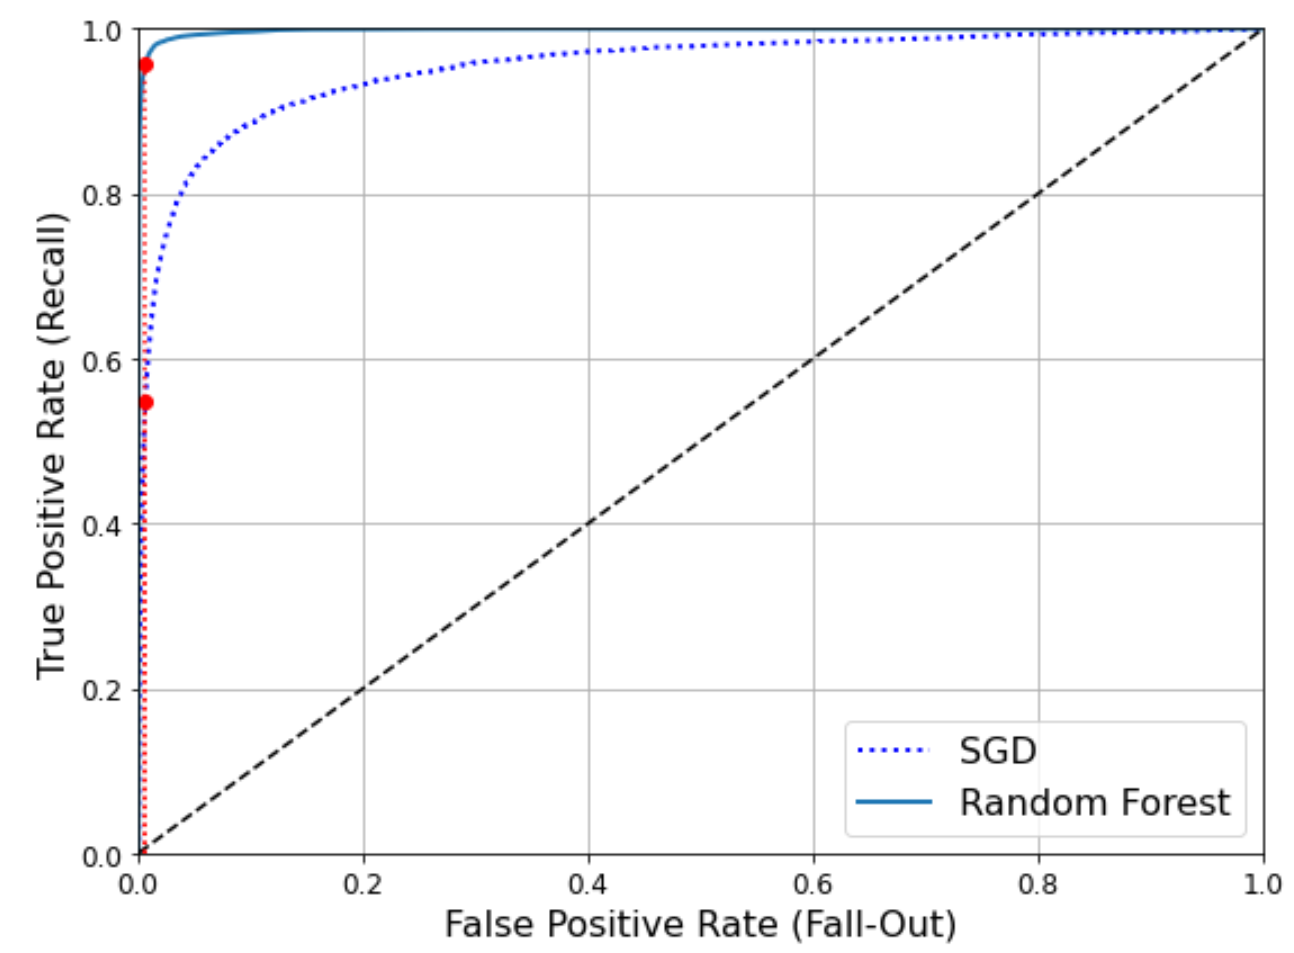 1.0
0.8
0.6
0.4
0.2
0.0
True Positive Rate (Recall)
0.0 0.2 0.4 0.6 0.8 1.0
False Positive Rate (Fall-Out)
SGD
Random Forest